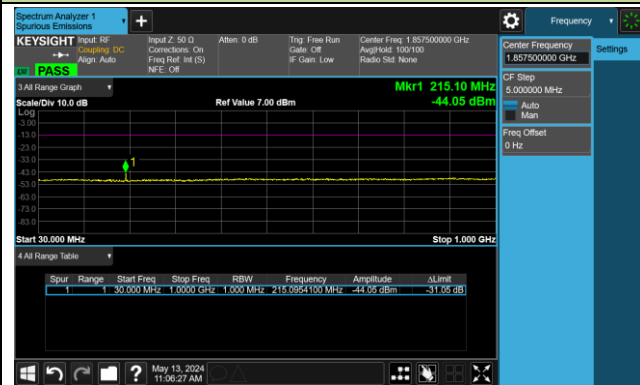 Spectrum Analyzer 1
Spurious Emissions
Frequency
KEYSIGHT
Input: RF
Coupling: DC
Align: Auto
Input Z: 50 Ω
Corrections: On
Freq Ref: Int (S)
NFE: Off
Atten: 0 dB
Trig: Free Run
Gate: Off
IF Gain: Low
Center Freq: 1.857500000 GHz
Avg|Hold: 100/100
Radio Std: None
PASS
3 All Range Graph
Mkr1 215.10 MHz
Scale/Div 10.0 dB
Ref Value 7.00 dBm
-44.05 dBm
Log
-3.00
-13.0
-23.0
-33.0
-43.0
-53.0
-63.0
-73.0
-83.0
1
Start 30.000 MHz
Stop 1.000 GHz
4 All Range Table
Spur Range Start Freq Stop Freq RBW Frequency Amplitude ΔLimit
1 1 30.000 MHz 1.0000 GHz 1.000 MHz 215.0954100 MHz -44.05 dBm -31.05 dB
May 13, 2024
11:06:27 AM
Center Frequency
1.857500000 GHz
CF Step
5.000000 MHz
Auto
Man
Freq Offset
0 Hz
Settings